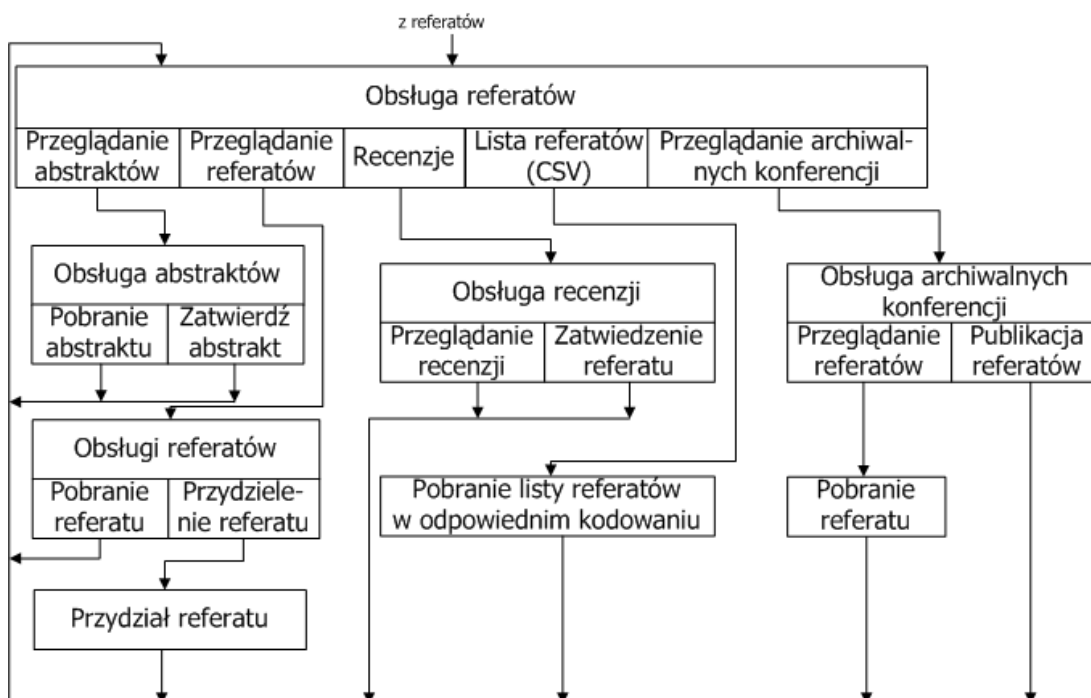 z referatów
Obsługa referatów
Przeglądanie
abstraktów
Przeglądanie
referatów
Recenzje
Lista referatów
(CSV)
Przeglądanie archiwal-
nych konferencji
Obsługa abstraktów
Pobranie
abstraktu
Zatwierdź
abstrakt
Obsługa recenzji
Przeglądanie
recenzji
Zatwiedzenie
referatu
Obsługa archiwalnych
konferencji
Przeglądanie
referatów
Publikacja
referatów
Obsługi referatów
Pobranie
referatu
Przydziele-
nie referatu
Pobranie listy referatów
w odpowiednim kodowaniu
Pobranie
referatu
Przydział referatu